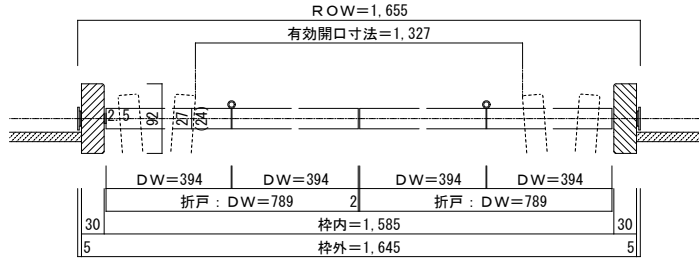 ROW=1,655
有効開口寸法=1,327
2.5
92
27
(24)
DW=394 DW=394 DW=394 DW=394
折戸:DW=789 2 折戸:DW=789
30 枠内=1,585 30
5 枠外=1,645 5